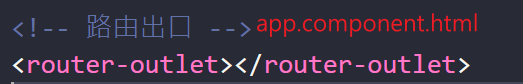 <!-- 路由出口 --> app.component.html
<router-outlet></router-outlet>